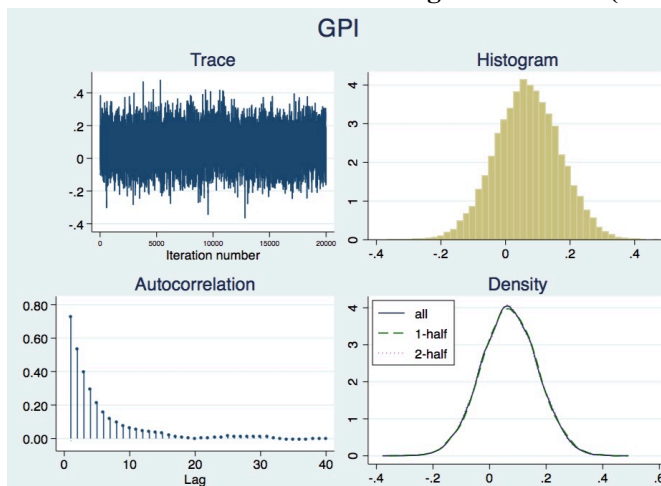 GPI
Trace
.4
.2
0
-.2
-.4
0 5000 10000 15000 20000
Iteration number
Histogram
4
3
2
1
0
-.4 -.2 0 .2 .4
Autocorrelation
0.80
0.60
0.40
0.20
0.00
0 10 20 30 40
Lag
Density
all
1-half
2-half
4
3
2
1
0
-.4 -.2 0 .2 .4